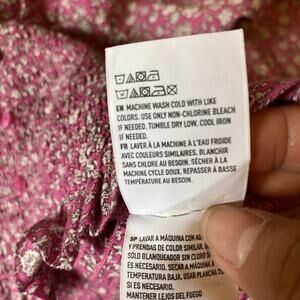 EN MACHINE WASH COLD WITH LIKE
COLORS. USE ONLY NON-CHLORINE BLEACH
IF NEEDED. TUMBLE DRY LOW. COOL IRON
IF NEEDED.
FR LAVER À LA MACHINE À L'EAU FROIDE
AVEC COULEURS SIMILAIRES. BLANCHIR
SANS CHLORE AU BESOIN. SÉCHER À LA
MACHINE CYCLE DOUX. REPASSER À BASSE
TEMPÉRATURE AU BESOIN.
SP LAVAR A MÁQUINA CON AG
Y PRENDAS DE COLOR SIMILAR.
SÓLO BLANQUEADOR SIN CLORO
ES NECESARIO. SECAR A MÁQ
TEMPERATURA BAJA. USAR PLANCHA
SI ES NECESARIO.
MANTENER LEJOS DEL FUEGO